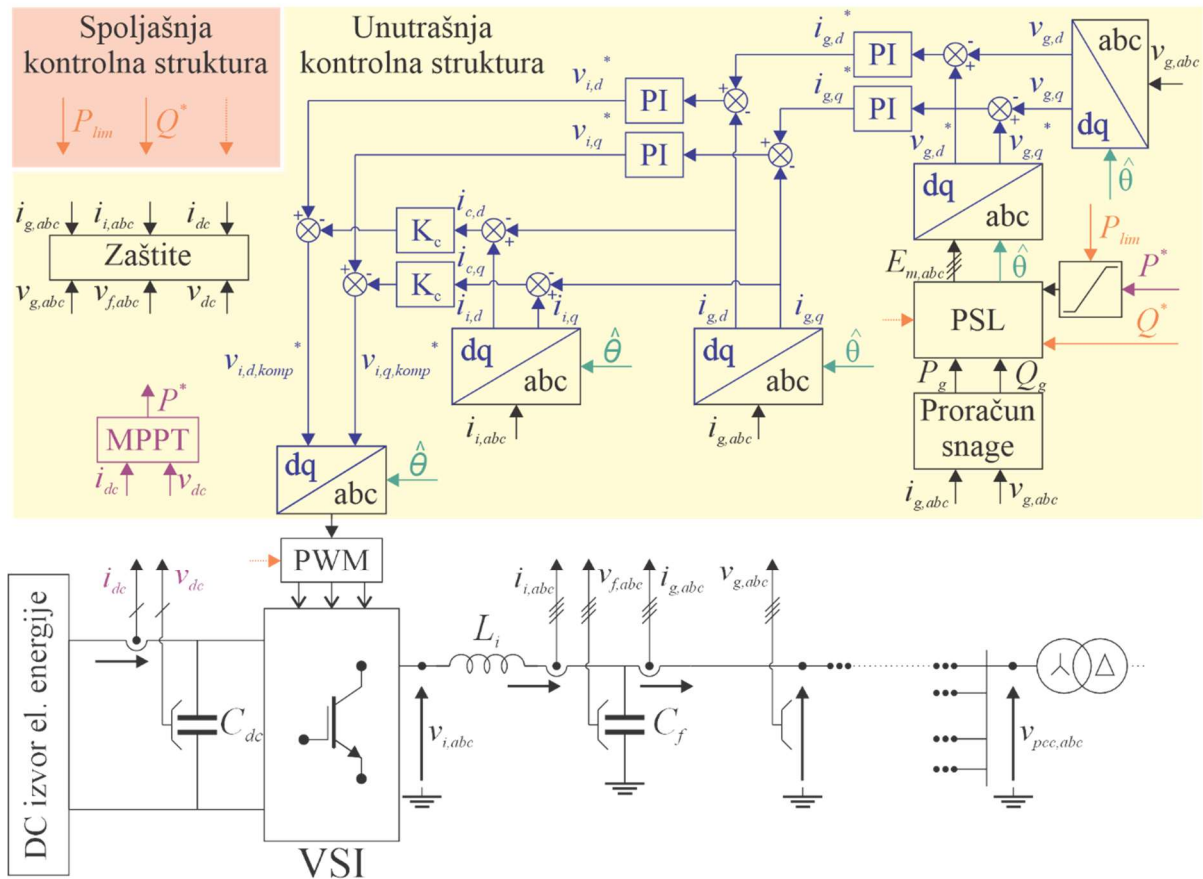 Spoljašnja
kontrolna struktura
P_lim
Q*
Unutrašnja
kontrolna struktura
i_g,d*
PI
v_g,d
abc
dq
v_g,abc
i_g,q*
PI
v_g,q
v_g,d*
v_g,q*
θ̂
v_i,d*
PI
v_i,q*
PI
dq
abc
θ̂
P_lim
P*
E_m,abc
PSL
Q*
P_g
Q_g
Proračun
snage
i_g,abc
v_g,abc
i_g,abc
i_i,abc
i_dc
Zaštite
v_g,abc
v_f,abc
v_dc
K_c
i_c,d
K_c
i_c,q
i_i,d
i_i,q
dq
abc
θ̂
i_i,abc
i_g,d
i_g,q
dq
abc
θ̂
i_g,abc
v_i,d,komp*
v_i,q,komp*
P*
MPPT
i_dc
v_dc
dq
abc
θ̂
PWM
DC izvor el. energije
i_dc
v_dc
C_dc
VSI
v_i,abc
L_i
i_i,abc
v_f,abc
i_g,abc
v_g,abc
C_f
v_pcc,abc